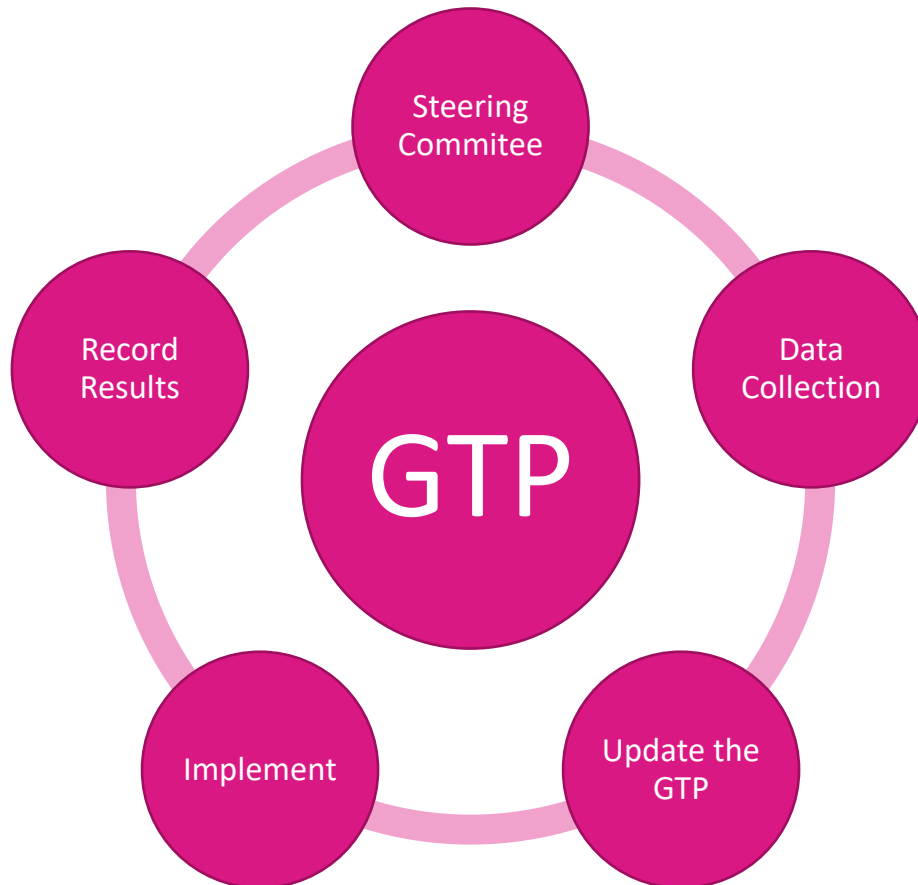 Steering
Commitee
Data
Collection
Update the
GTP
Implement
Record
Results
GTP